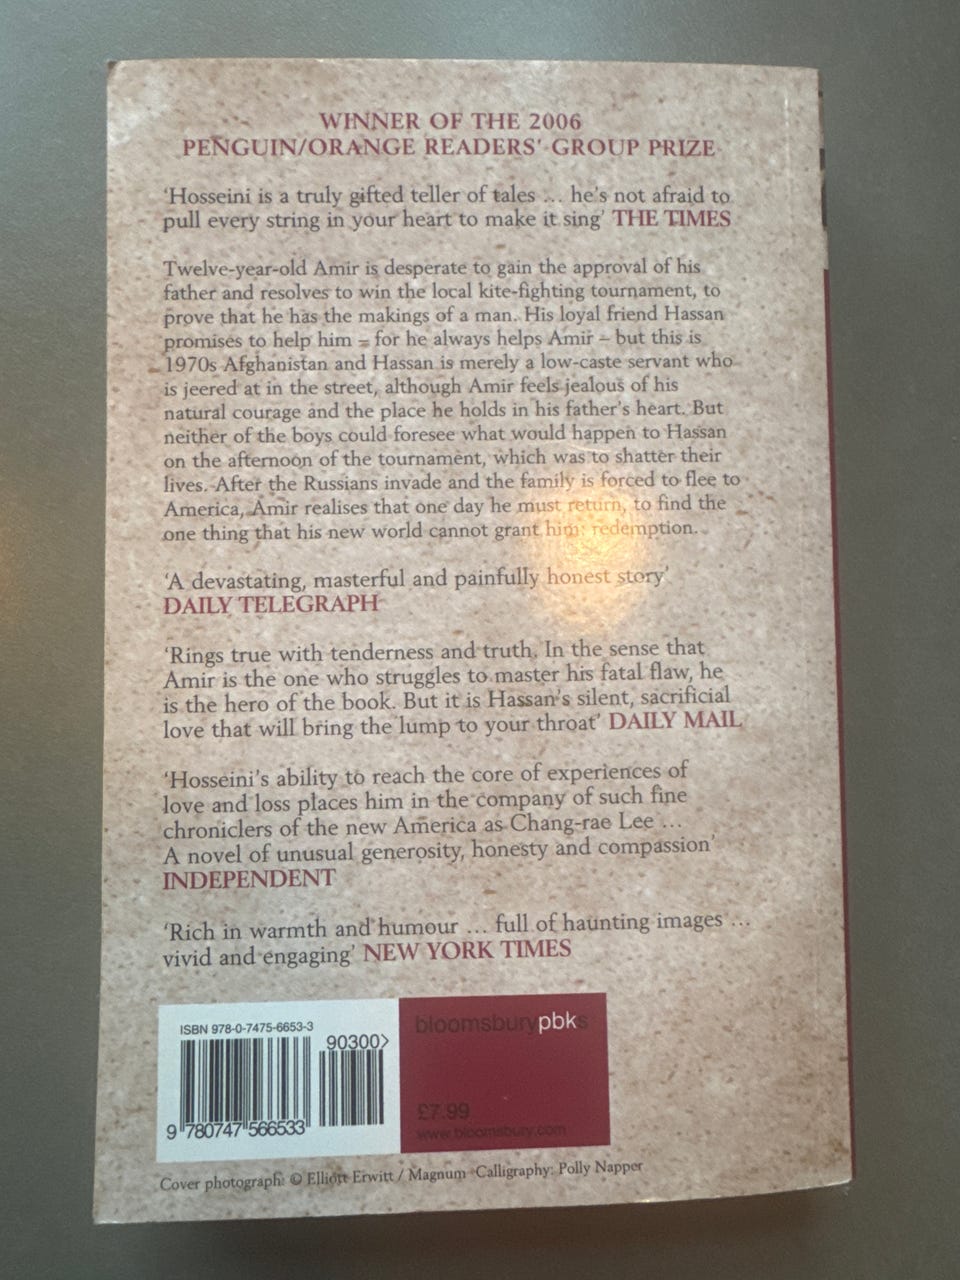 WINNER OF THE 2006
PENGUIN/ORANGE READERS' GROUP PRIZE
‘Hosseini is a truly gifted teller of tales … he's not afraid to
pull every string in your heart to make it sing’ THE TIMES
Twelve-year-old Amir is desperate to gain the approval of his
father and resolves to win the local kite-fighting tournament, to
prove that he has the makings of a man. His loyal friend Hassan
promises to help him – for he always helps Amir – but this is
1970s Afghanistan and Hassan is merely a low-caste servant who
is jeered at in the street, although Amir feels jealous of his
natural courage and the place he holds in his father's heart. But
neither of the boys could foresee what would happen to Hassan
on the afternoon of the tournament, which was to shatter their
lives. After the Russians invade and the family is forced to flee to
America, Amir realises that one day he must return, to find the
one thing that his new world cannot grant him: redemption.
‘A devastating, masterful and painfully honest story’
DAILY TELEGRAPH
‘Rings true with tenderness and truth. In the sense that
Amir is the one who struggles to master his fatal flaw, he
is the hero of the book. But it is Hassan's silent, sacrificial
love that will bring the lump to your throat’ DAILY MAIL
‘Hosseini's ability to reach the core of experiences of
love and loss places him in the company of such fine
chroniclers of the new America as Chang-rae Lee …
A novel of unusual generosity, honesty and compassion’
INDEPENDENT
‘Rich in warmth and humour … full of haunting images …
vivid and engaging’ NEW YORK TIMES
ISBN 978-0-7475-6653-3
90300>
9 780747 566533
bloomsburypbks
£7.99
www.bloomsbury.com
Cover photograph: © Elliott Erwitt / Magnum Calligraphy: Polly Napper